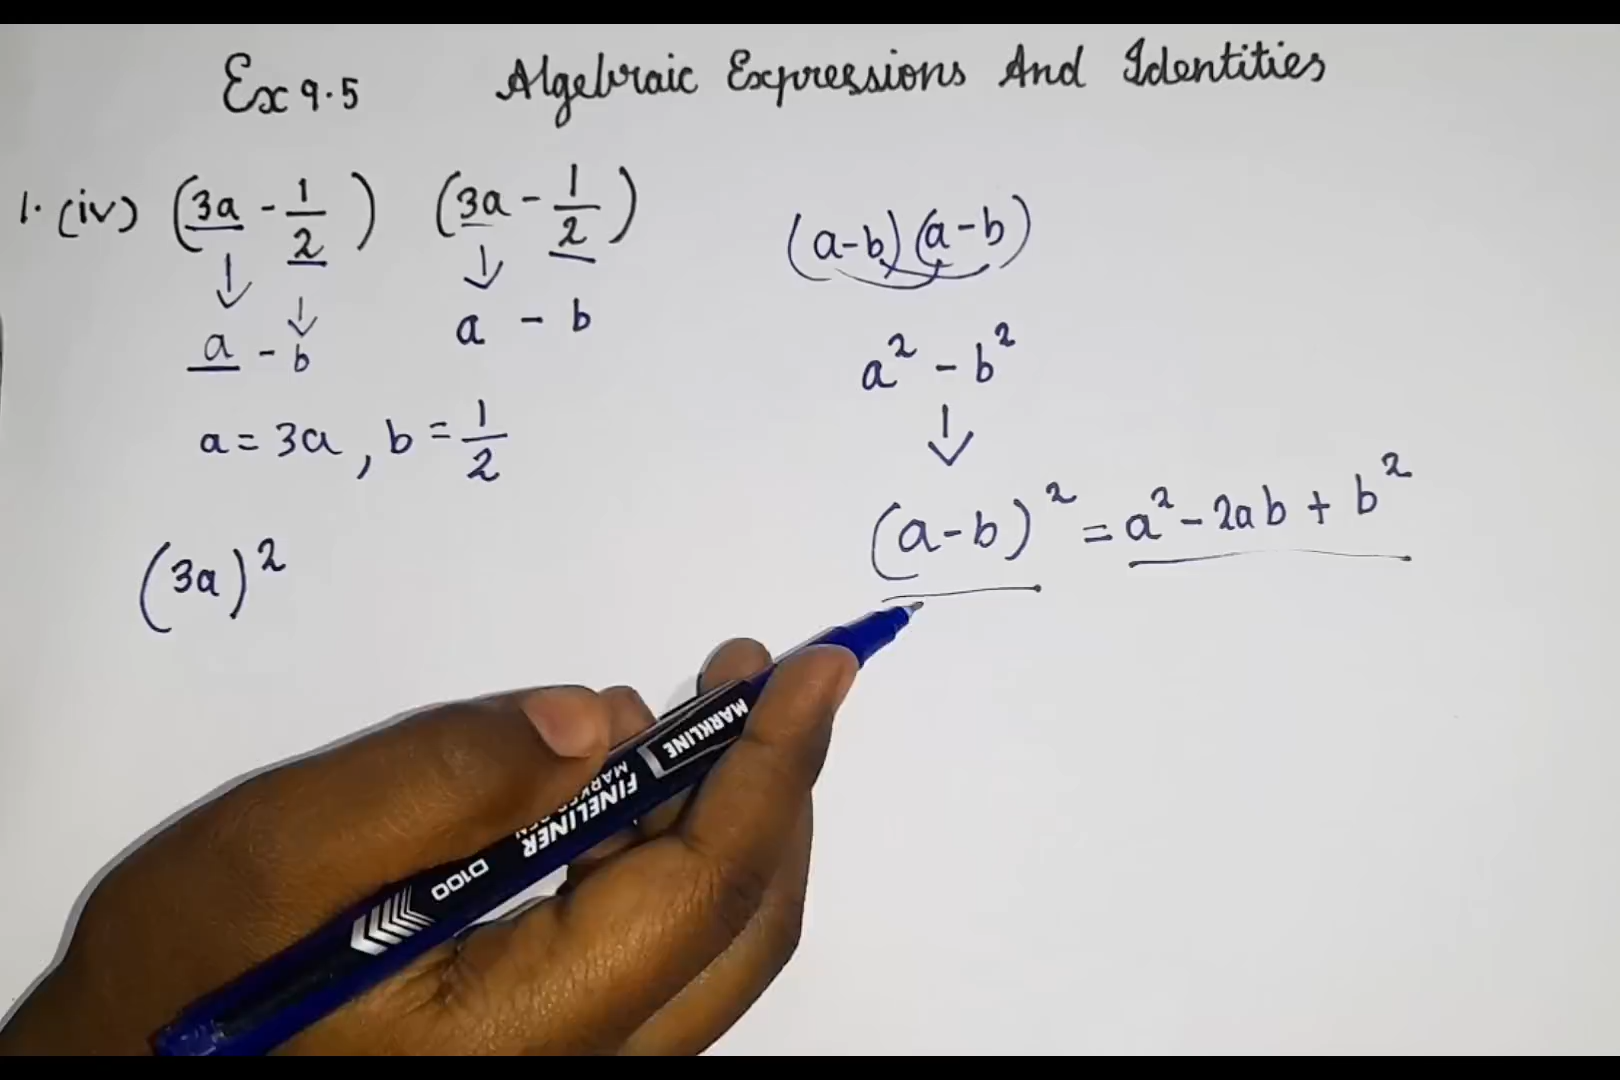 Ex 9.5 Algebraic Expressions And Identities
1. (iv) (3a - 1/2) (3a - 1/2)
↓ ↓ ↓
a - b a - b
a = 3a, b = 1/2
(3a)²
(a-b)(a-b)
a² - b²
↓
(a-b)² = a² - 2ab + b²
MARKLINE
FINELINER
D100